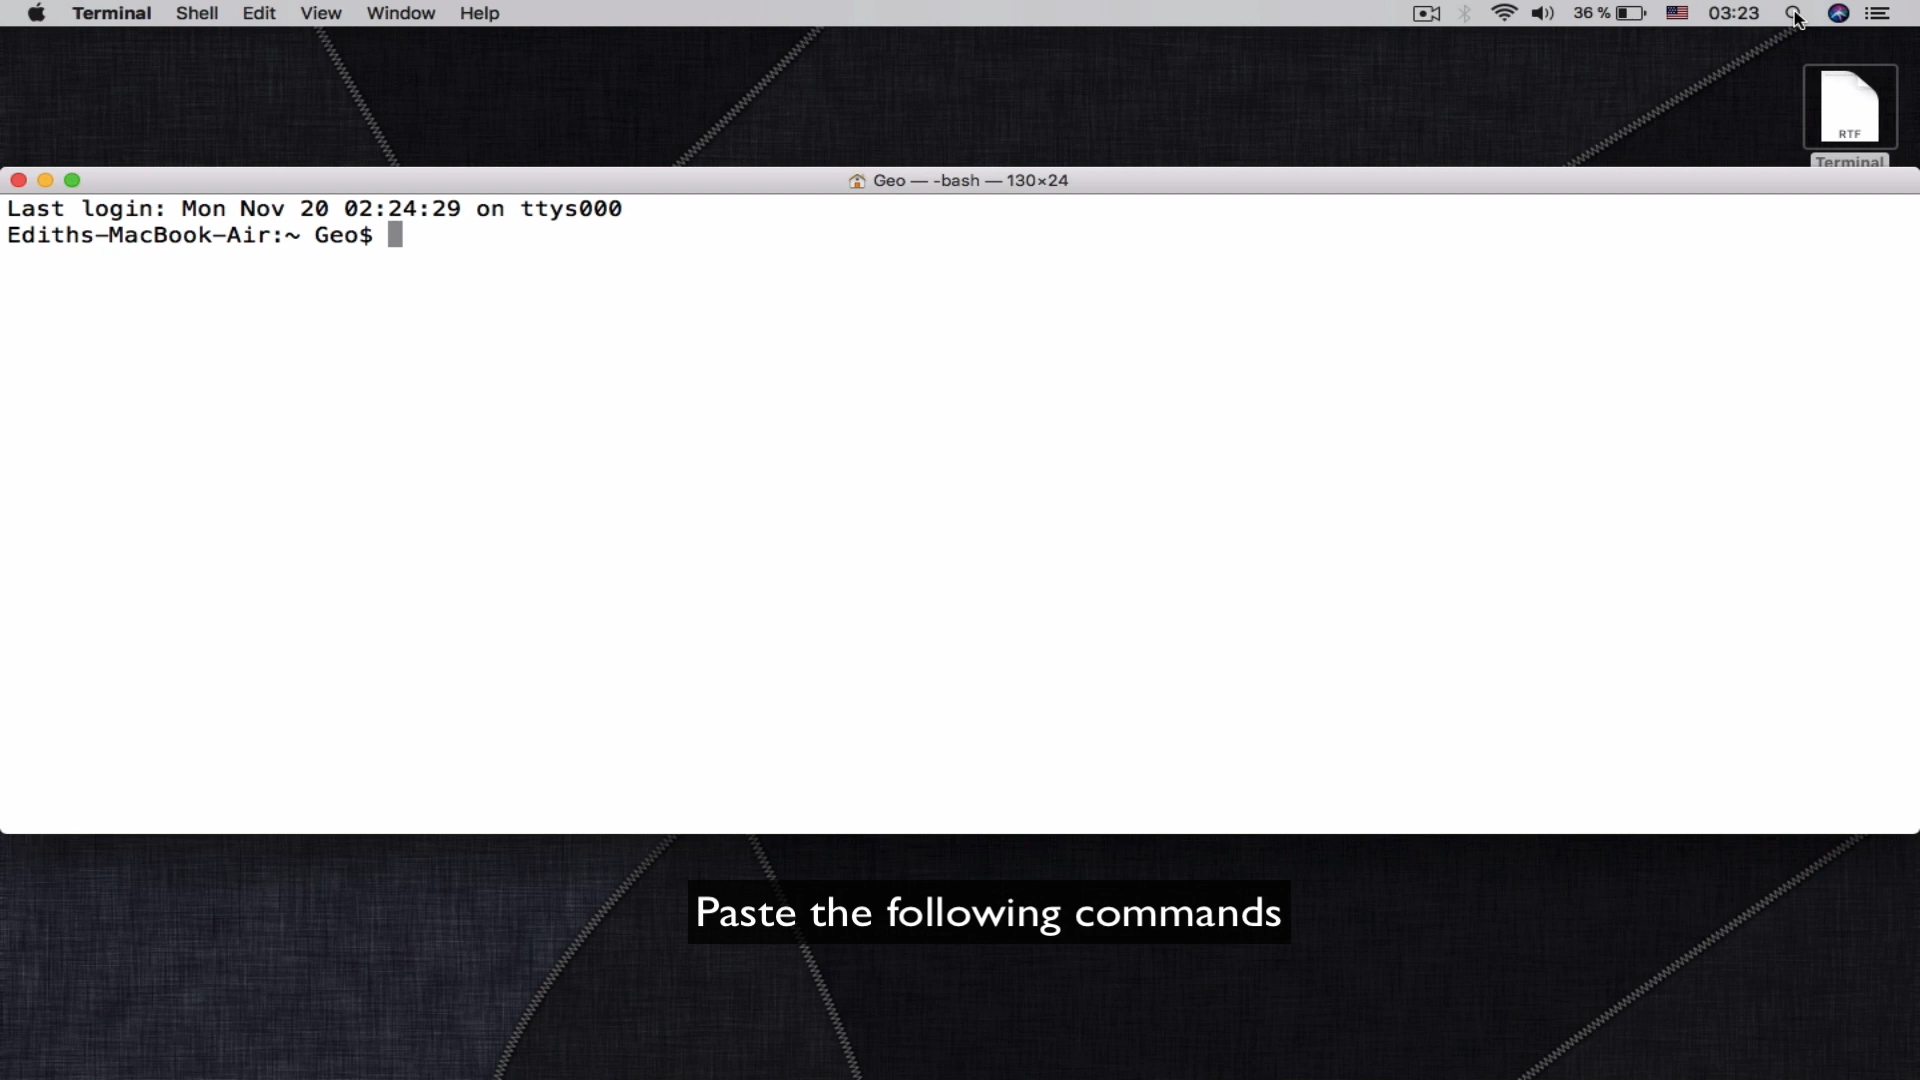 Terminal Shell Edit View Window Help 36 % 03:23
RTF
Terminal
Geo — -bash — 130×24
Last login: Mon Nov 20 02:24:29 on ttys000
Ediths-MacBook-Air:~ Geo$
Paste the following commands